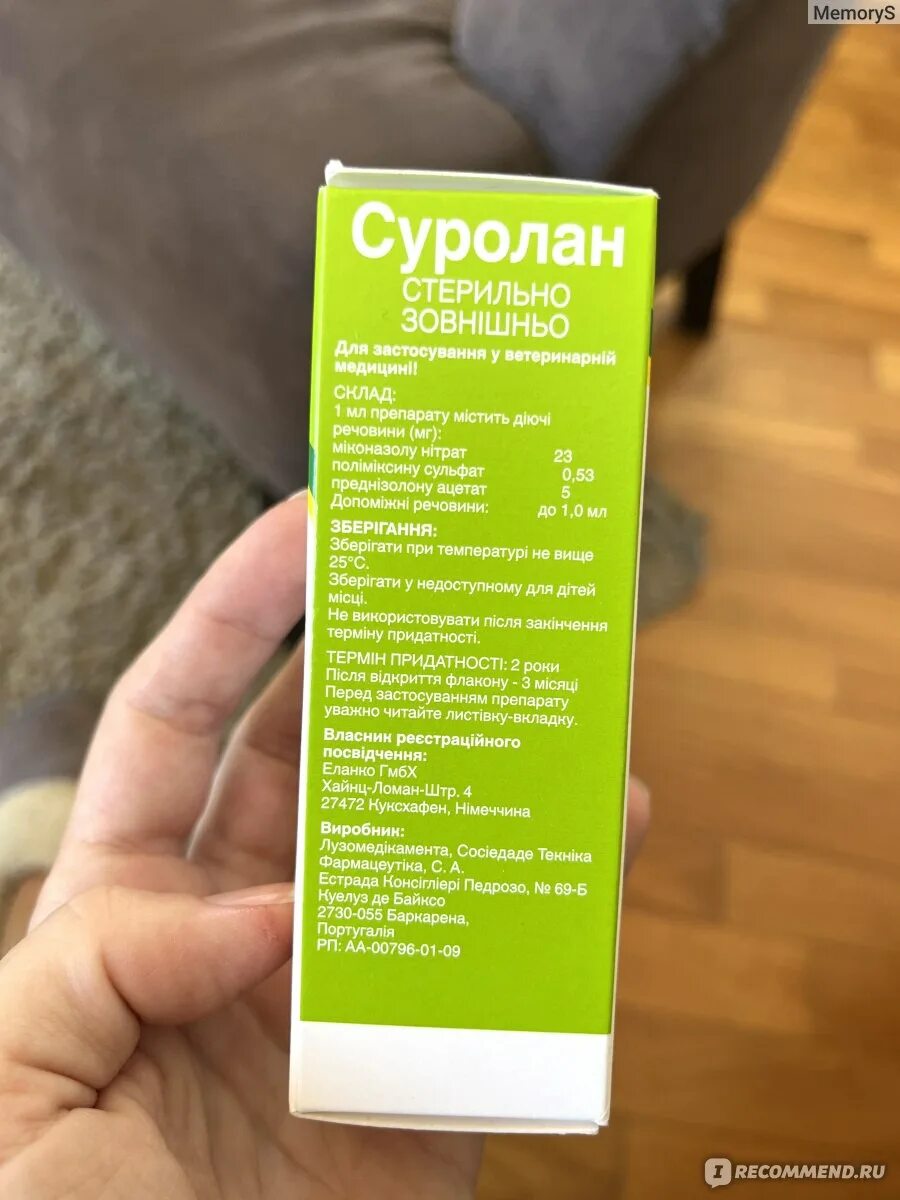 MemoryS
Суролан
СТЕРИЛЬНО
ЗОВНІШНЬО
Для застосування у ветеринарній
медицині!
СКЛАД:
1 мл препарату містить діючі
речовини (мг):
міконазолу нітрат 23
поліміксину сульфат 0,53
преднізолону ацетат 5
Допоміжні речовини: до 1,0 мл
ЗБЕРІГАННЯ:
Зберігати при температурі не вище
25°С.
Зберігати у недоступному для дітей
місці.
Не використовувати після закінчення
терміну придатності.
ТЕРМІН ПРИДАТНОСТІ: 2 роки
Після відкриття флакону - 3 місяці
Перед застосуванням препарату
уважно читайте листівку-вкладку.
Власник реєстраційного
посвідчення:
Еланко ГмбХ
Хайнц-Ломан-Штр. 4
27472 Куксхафен, Німеччина
Виробник:
Лузомедікамента, Сосіедаде Текніка
Фармацеутіка, С. А.
Естрада Консігліері Педрозо, № 69-Б
Куелуз де Байксо
2730-055 Баркарена,
Португалія
РП: АА-00796-01-09
I RECOMMEND.RU